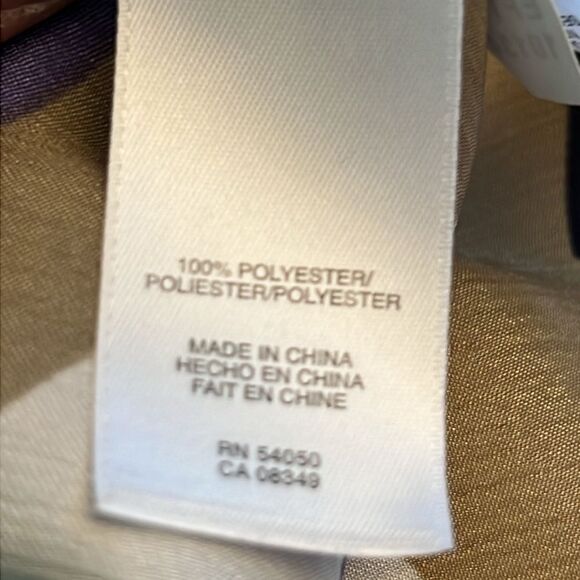 100% POLYESTER/
POLIESTER/POLYESTER
MADE IN CHINA
HECHO EN CHINA
FAIT EN CHINE
RN 54050
CA 08349